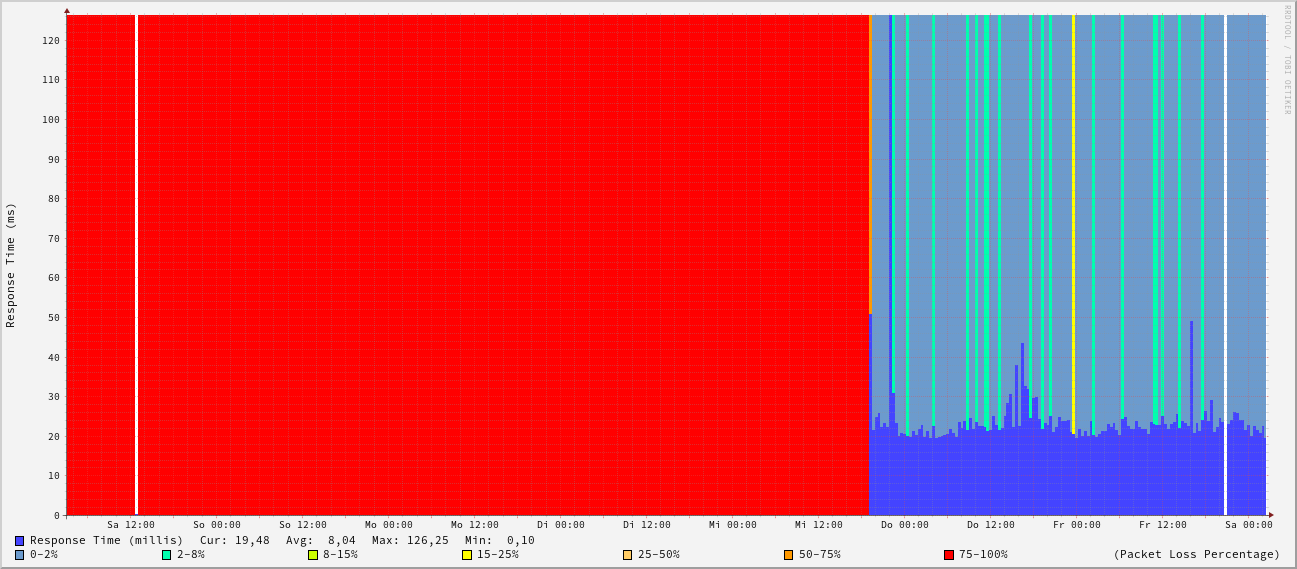 RRDTOOL / TOBI OETIKER
Response Time (ms)
120
110
100
90
80
70
60
50
40
30
20
10
0
Sa 12:00 So 00:00 So 12:00 Mo 00:00 Mo 12:00 Di 00:00 Di 12:00 Mi 00:00 Mi 12:00 Do 00:00 Do 12:00 Fr 00:00 Fr 12:00 Sa 00:00
Response Time (millis) Cur: 19,48 Avg: 8,04 Max: 126,25 Min: 0,10
0-2% 2-8% 8-15% 15-25% 25-50% 50-75% 75-100% (Packet Loss Percentage)